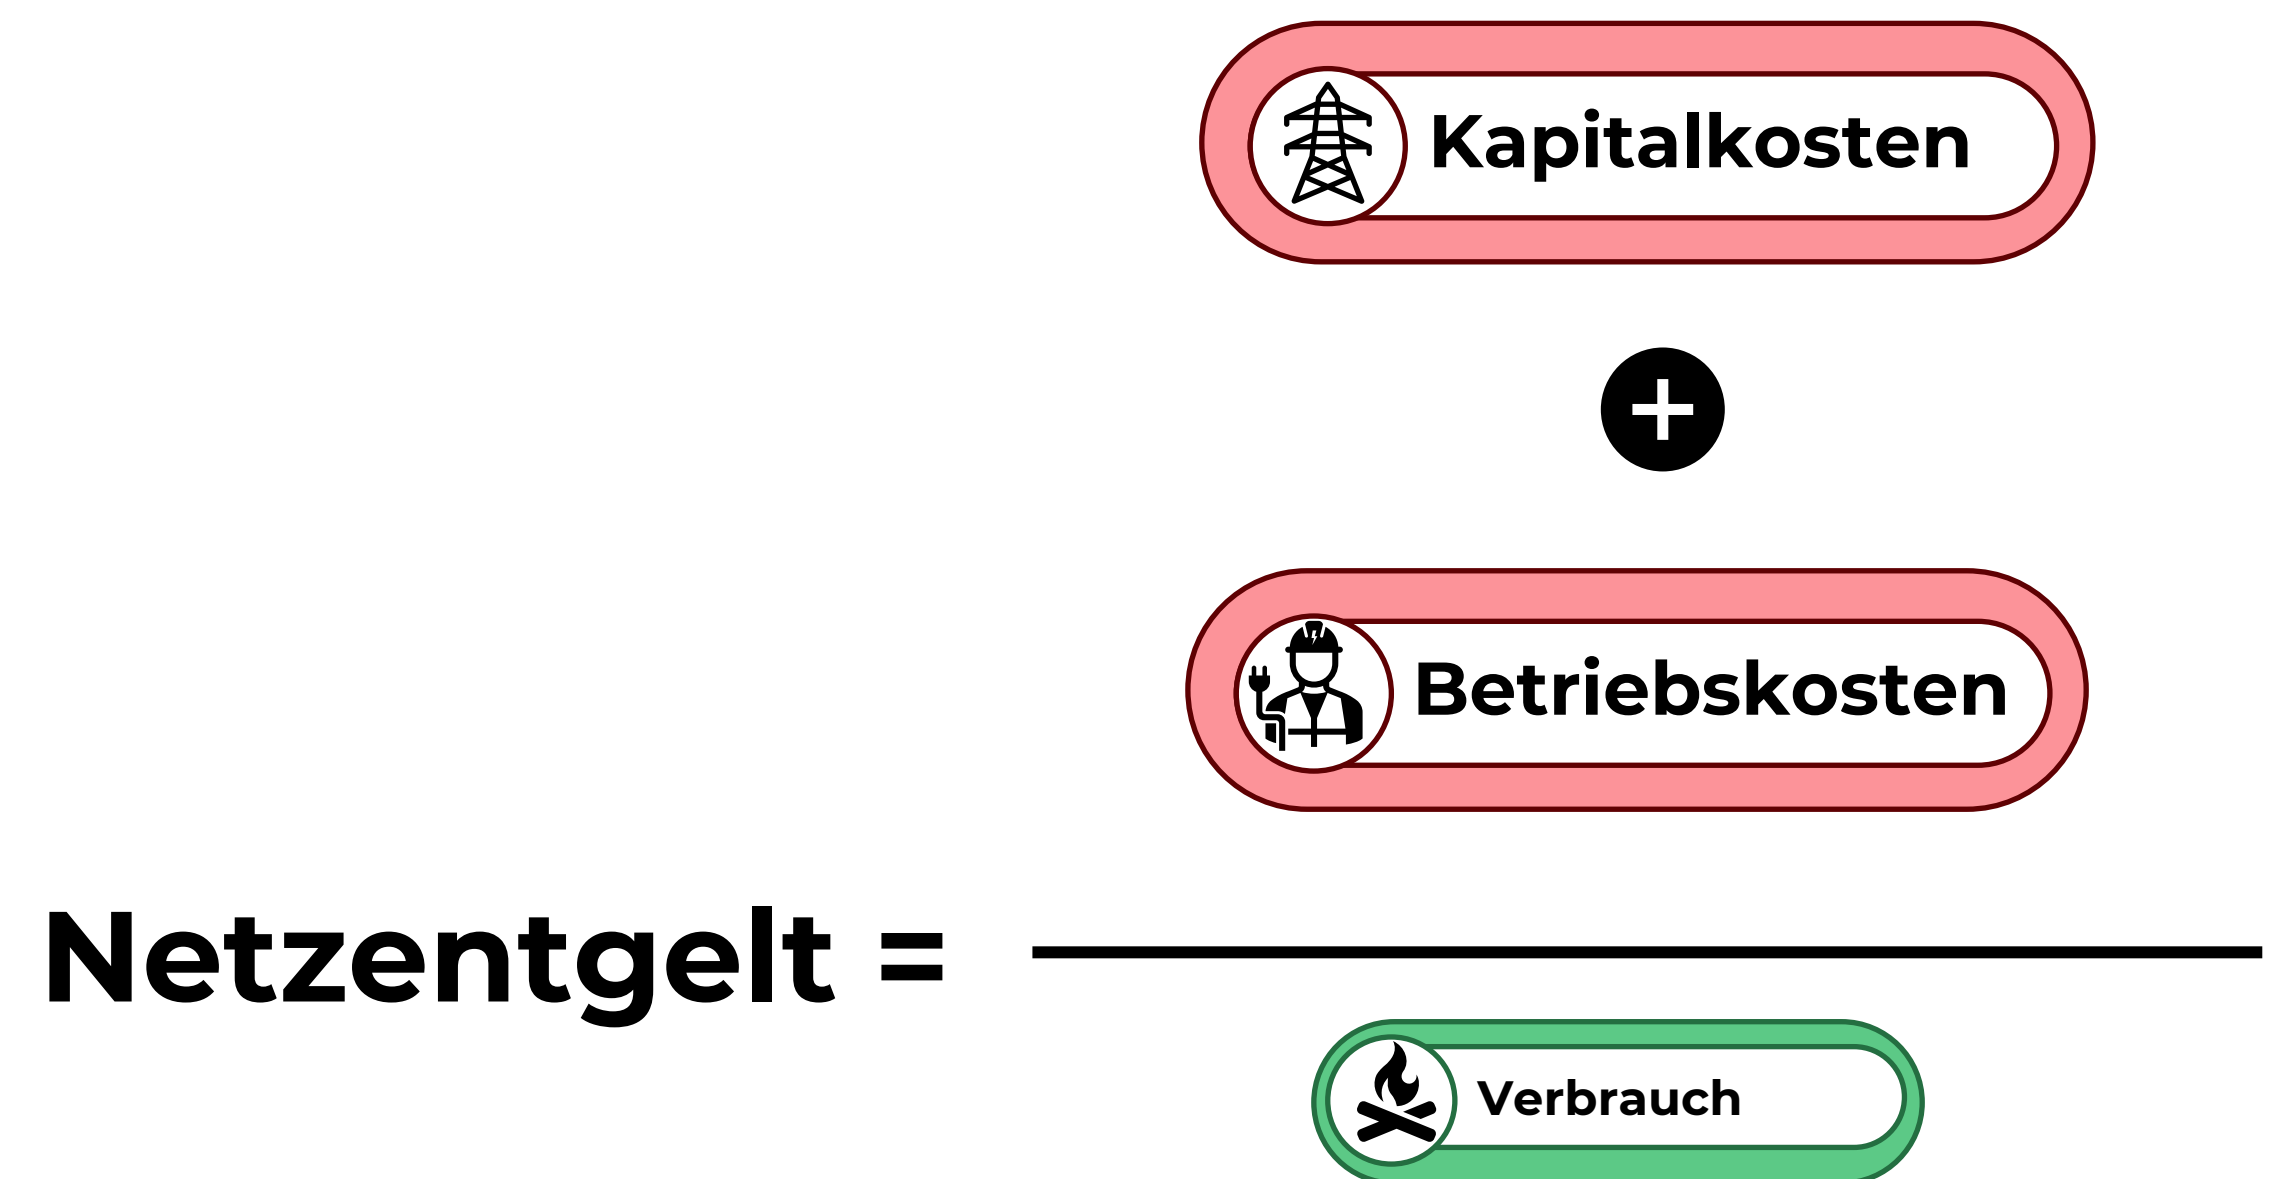 Kapitalkosten
+
Betriebskosten
Netzentgelt =
Verbrauch